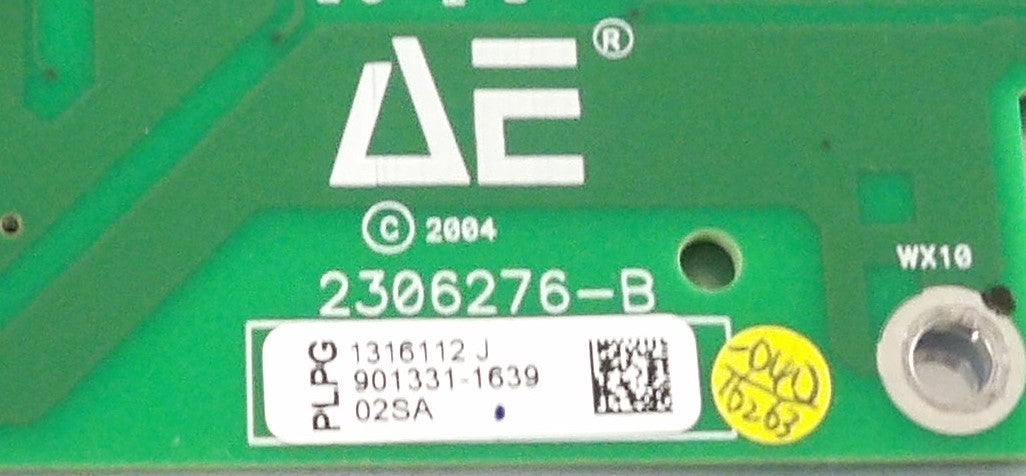 AE®
© 2004
2306276-B
WX10
PLPG
1316112 J
901331-1639
02SA